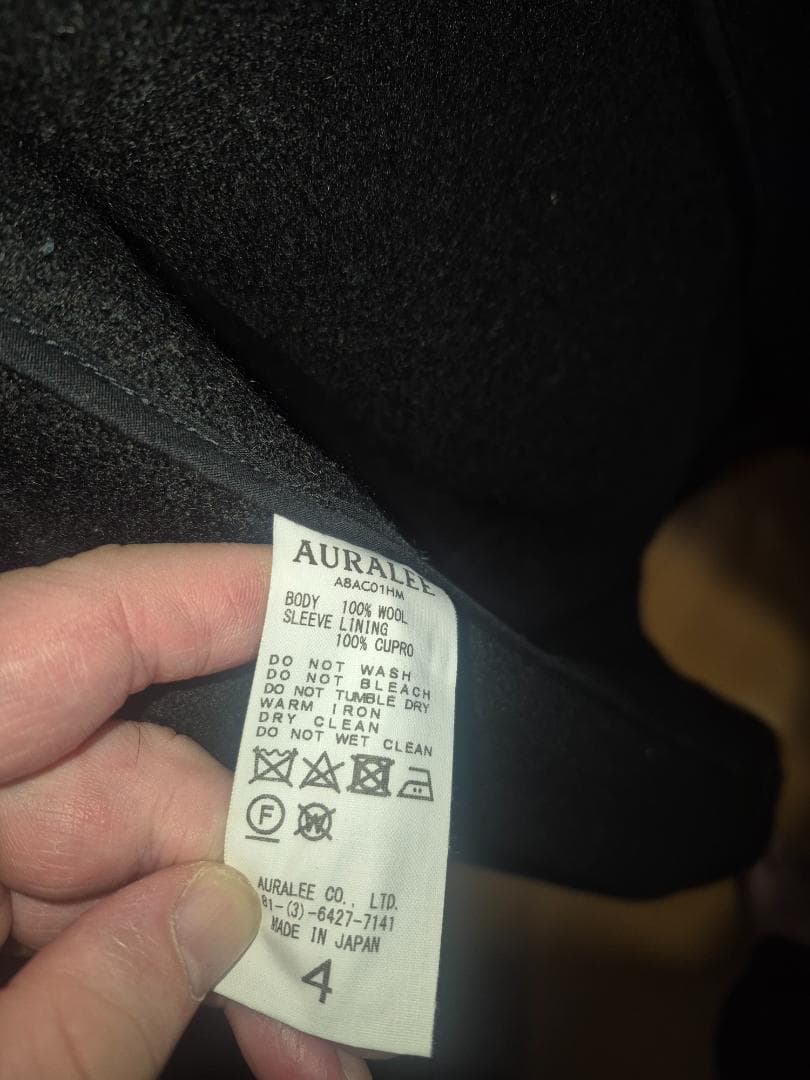 AURALEE
A8AC01HM
BODY 100% WOOL
SLEEVE LINING
100% CUPRO
DO NOT WASH
DO NOT BLEACH
DO NOT TUMBLE DRY
WARM IRON
DRY CLEAN
DO NOT WET CLEAN
F W
AURALEE CO., LTD.
81-(3)-6427-7141
MADE IN JAPAN
4